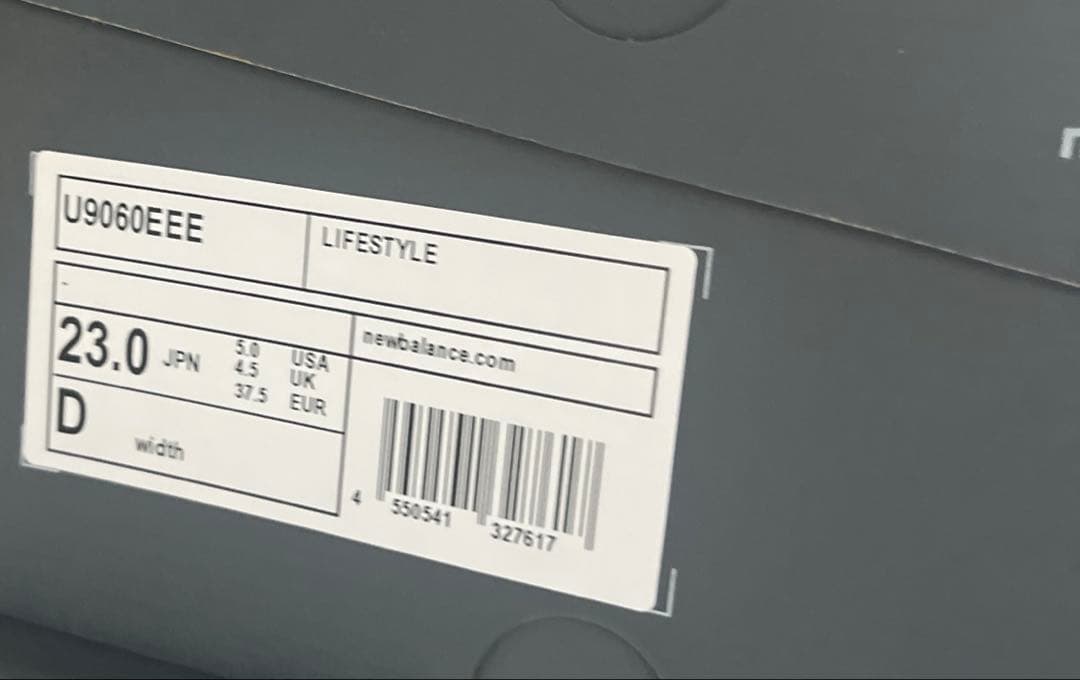 U9060EEE
LIFESTYLE
-
newbalance.com
23.0 JPN
5.0 USA
4.5 UK
37.5 EUR
D width
4 550541 327617